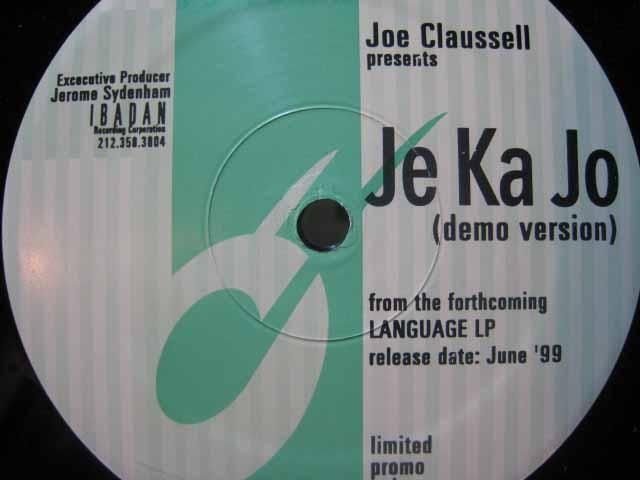 Joe Claussell
presents
Excecutive Producer
Jerome Sydenham
IBADAN
Recording Corporation
212.358.3804
Je Ka Jo
(demo version)
from the forthcoming
LANGUAGE LP
release date: June '99
limited
promo